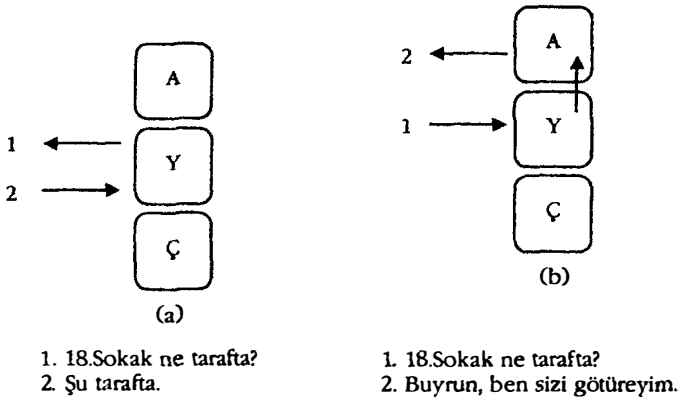 A
1
Y
2
Ç
(a)
1. 18.Sokak ne tarafta?
2. Şu tarafta.
2
A
1
Y
Ç
(b)
1. 18.Sokak ne tarafta?
2. Buyrun, ben sizi götüreyim.